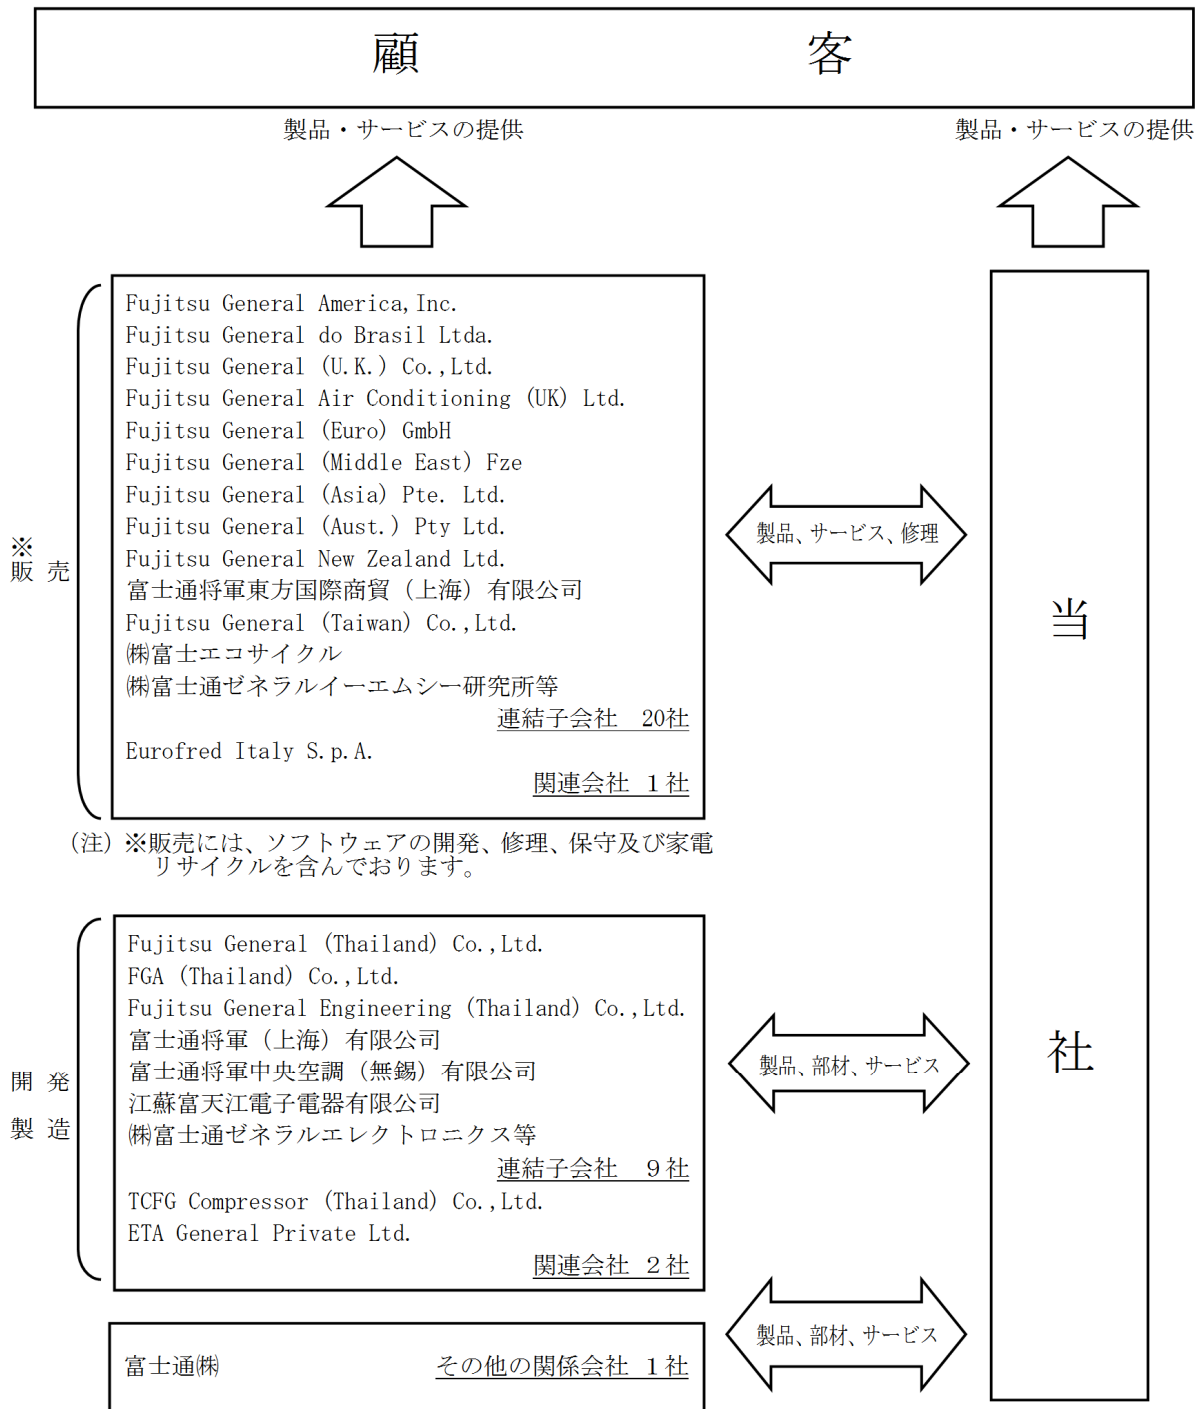 顧客
製品・サービスの提供
製品・サービスの提供
Fujitsu General America,Inc.
Fujitsu General do Brasil Ltda.
Fujitsu General (U.K.) Co.,Ltd.
Fujitsu General Air Conditioning (UK) Ltd.
Fujitsu General (Euro) GmbH
Fujitsu General (Middle East) Fze
Fujitsu General (Asia) Pte. Ltd.
Fujitsu General (Aust.) Pty Ltd.
Fujitsu General New Zealand Ltd.
富士通将軍東方国際商貿（上海）有限公司
Fujitsu General (Taiwan) Co.,Ltd.
㈱富士エコサイクル
㈱富士通ゼネラルイーエムシー研究所等
連結子会社　20社
Eurofred Italy S.p.A.
関連会社　１社
※
販売
製品、サービス、修理
当社
（注）※販売には、ソフトウェアの開発、修理、保守及び家電
リサイクルを含んでおります。
Fujitsu General (Thailand) Co.,Ltd.
FGA (Thailand) Co.,Ltd.
Fujitsu General Engineering (Thailand) Co.,Ltd.
富士通将軍（上海）有限公司
富士通将軍中央空調（無錫）有限公司
江蘇富天江電子電器有限公司
㈱富士通ゼネラルエレクトロニクス等
連結子会社　９社
TCFG Compressor (Thailand) Co.,Ltd.
ETA General Private Ltd.
関連会社　２社
開発
製造
製品、部材、サービス
富士通㈱　その他の関係会社　１社
製品、部材、サービス